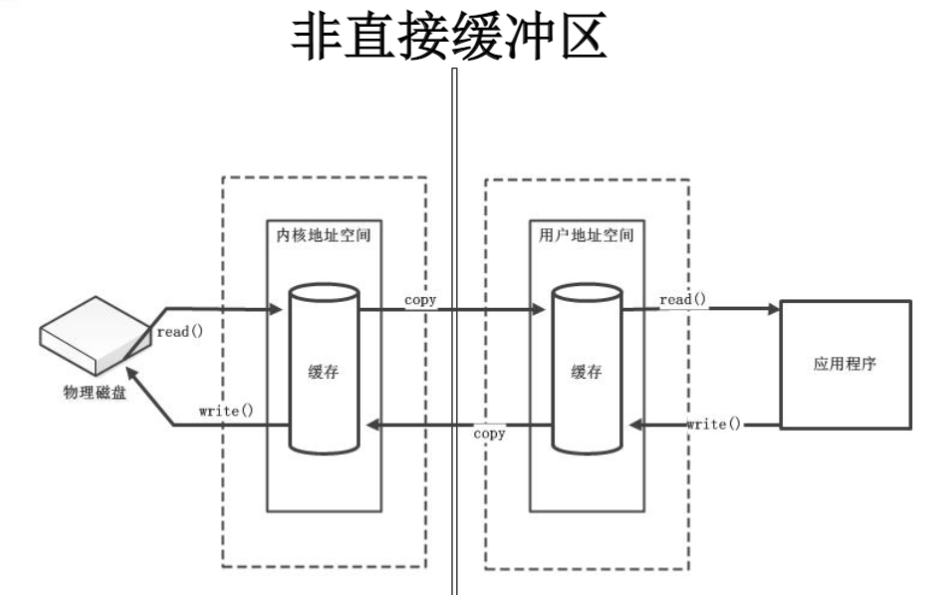 非直接缓冲区
内核地址空间
用户地址空间
copy
read()
read()
缓存
缓存
应用程序
物理磁盘
write()
copy
write()